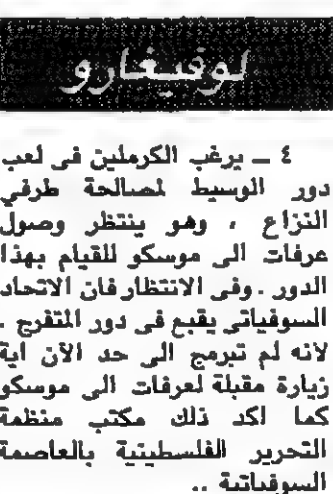 لوفيغارو
٤ ــ يرغب الكرملين فى لعب
دور الوسيط لمصالحة طرفي
النزاع ، وهو ينتظر وصول
عرفات الى موسكو للقيام بهذا
الدور . وفى الانتظار فان الاتحاد
السوفياتى يقبع فى دور المتفرج .
لانه لم تبرمج الى حد الآن اية
زيارة مقبلة لعرفات الى موسكو
كما اكد ذلك مكتب منظمة
التحرير الفلسطينية بالعاصمة
السوفياتية ..